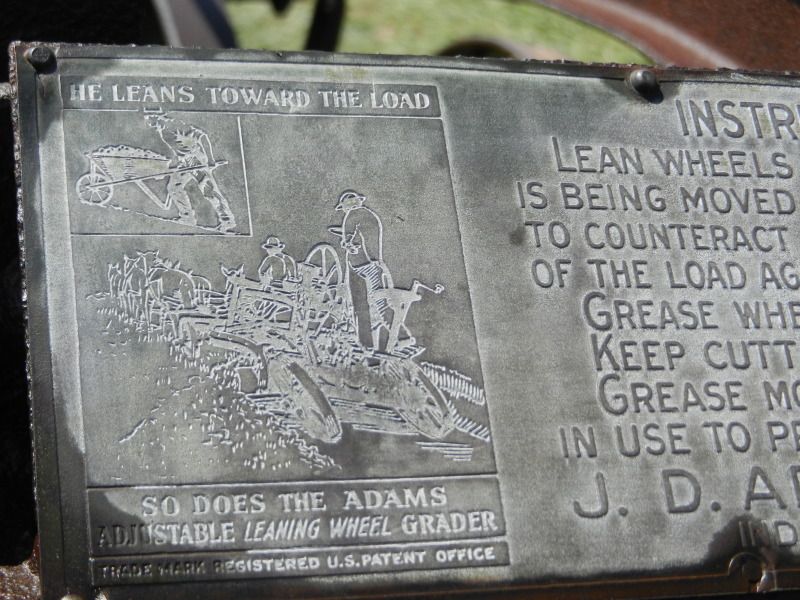 HE LEANS TOWARD THE LOAD
SO DOES THE ADAMS
ADJUSTABLE LEANING WHEEL GRADER
TRADE MARK REGISTERED U.S. PATENT OFFICE
INSTR
LEAN WHEELS
IS BEING MOVED
TO COUNTERACT
OF THE LOAD AG
GREASE WHE
KEEP CUTT
GREASE MO
IN USE TO P
J. D. A
IND